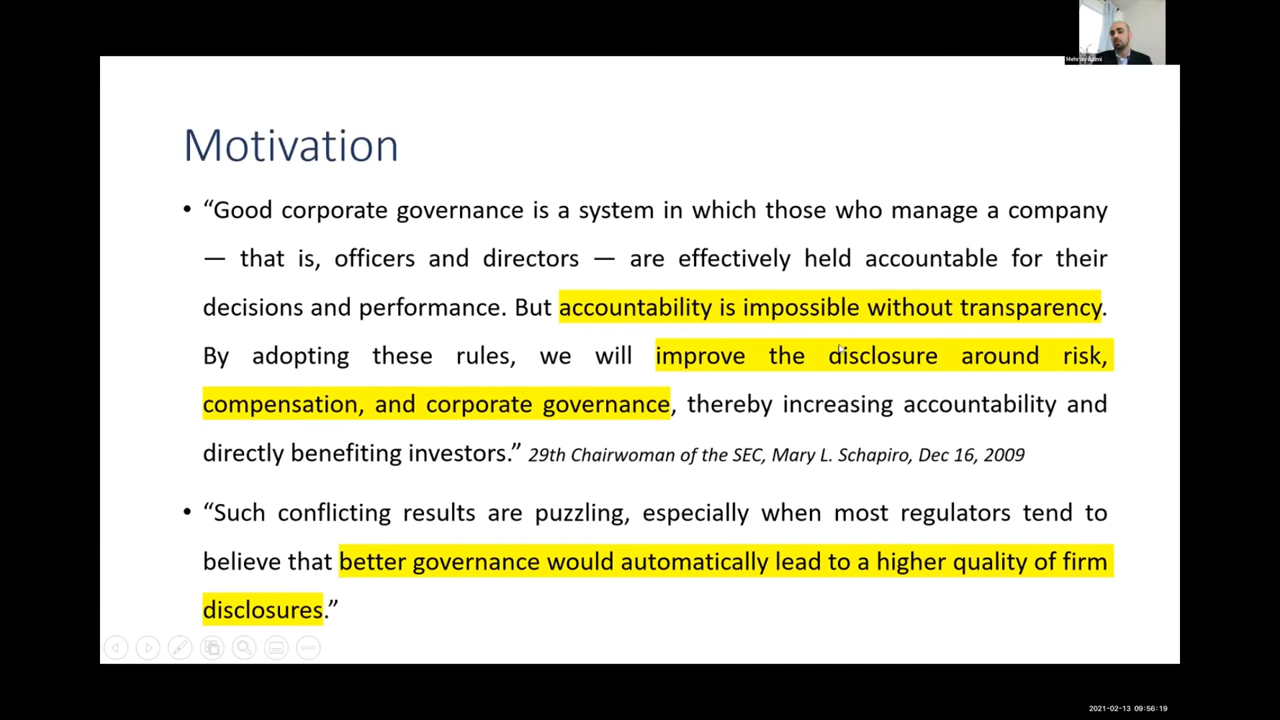 Motivation
• “Good corporate governance is a system in which those who manage a company
— that is, officers and directors — are effectively held accountable for their
decisions and performance. But accountability is impossible without transparency.
By adopting these rules, we will improve the disclosure around risk,
compensation, and corporate governance, thereby increasing accountability and
directly benefiting investors.” 29th Chairwoman of the SEC, Mary L. Schapiro, Dec 16, 2009
• “Such conflicting results are puzzling, especially when most regulators tend to
believe that better governance would automatically lead to a higher quality of firm
disclosures.”
2021-02-13 09:56:19